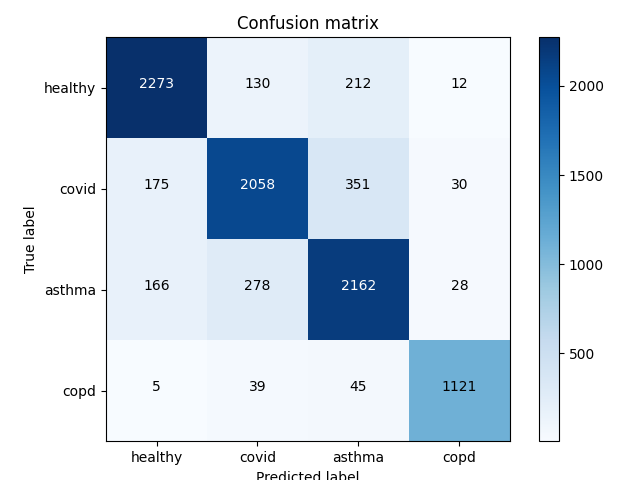 Confusion matrix
True label
healthy 2273 130 212 12
covid 175 2058 351 30
asthma 166 278 2162 28
copd 5 39 45 1121
healthy covid asthma copd
Predicted label
2000
1500
1000
500